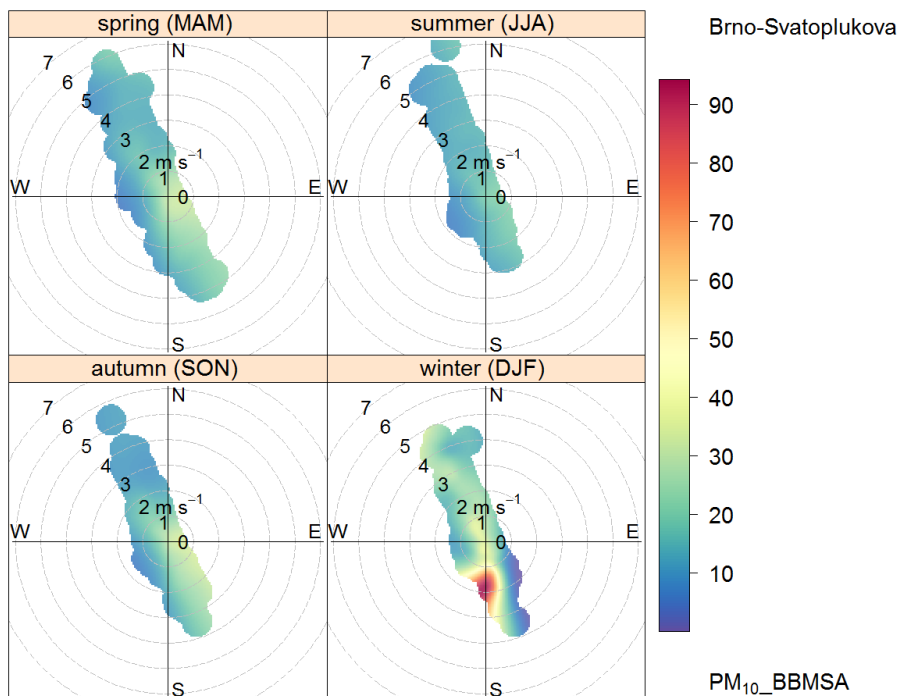 spring (MAM)
N
7
6
5
4
3
2 m s⁻¹
1
W
0
E
S
summer (JJA)
N
7
6
5
4
3
2 m s⁻¹
1
W
0
E
S
autumn (SON)
N
7
6
5
4
3
2 m s⁻¹
1
W
0
E
S
winter (DJF)
N
7
6
5
4
3
2 m s⁻¹
1
W
0
E
S
Brno-Svatoplukova
90
80
70
60
50
40
30
20
10
PM₁₀_BBMSA